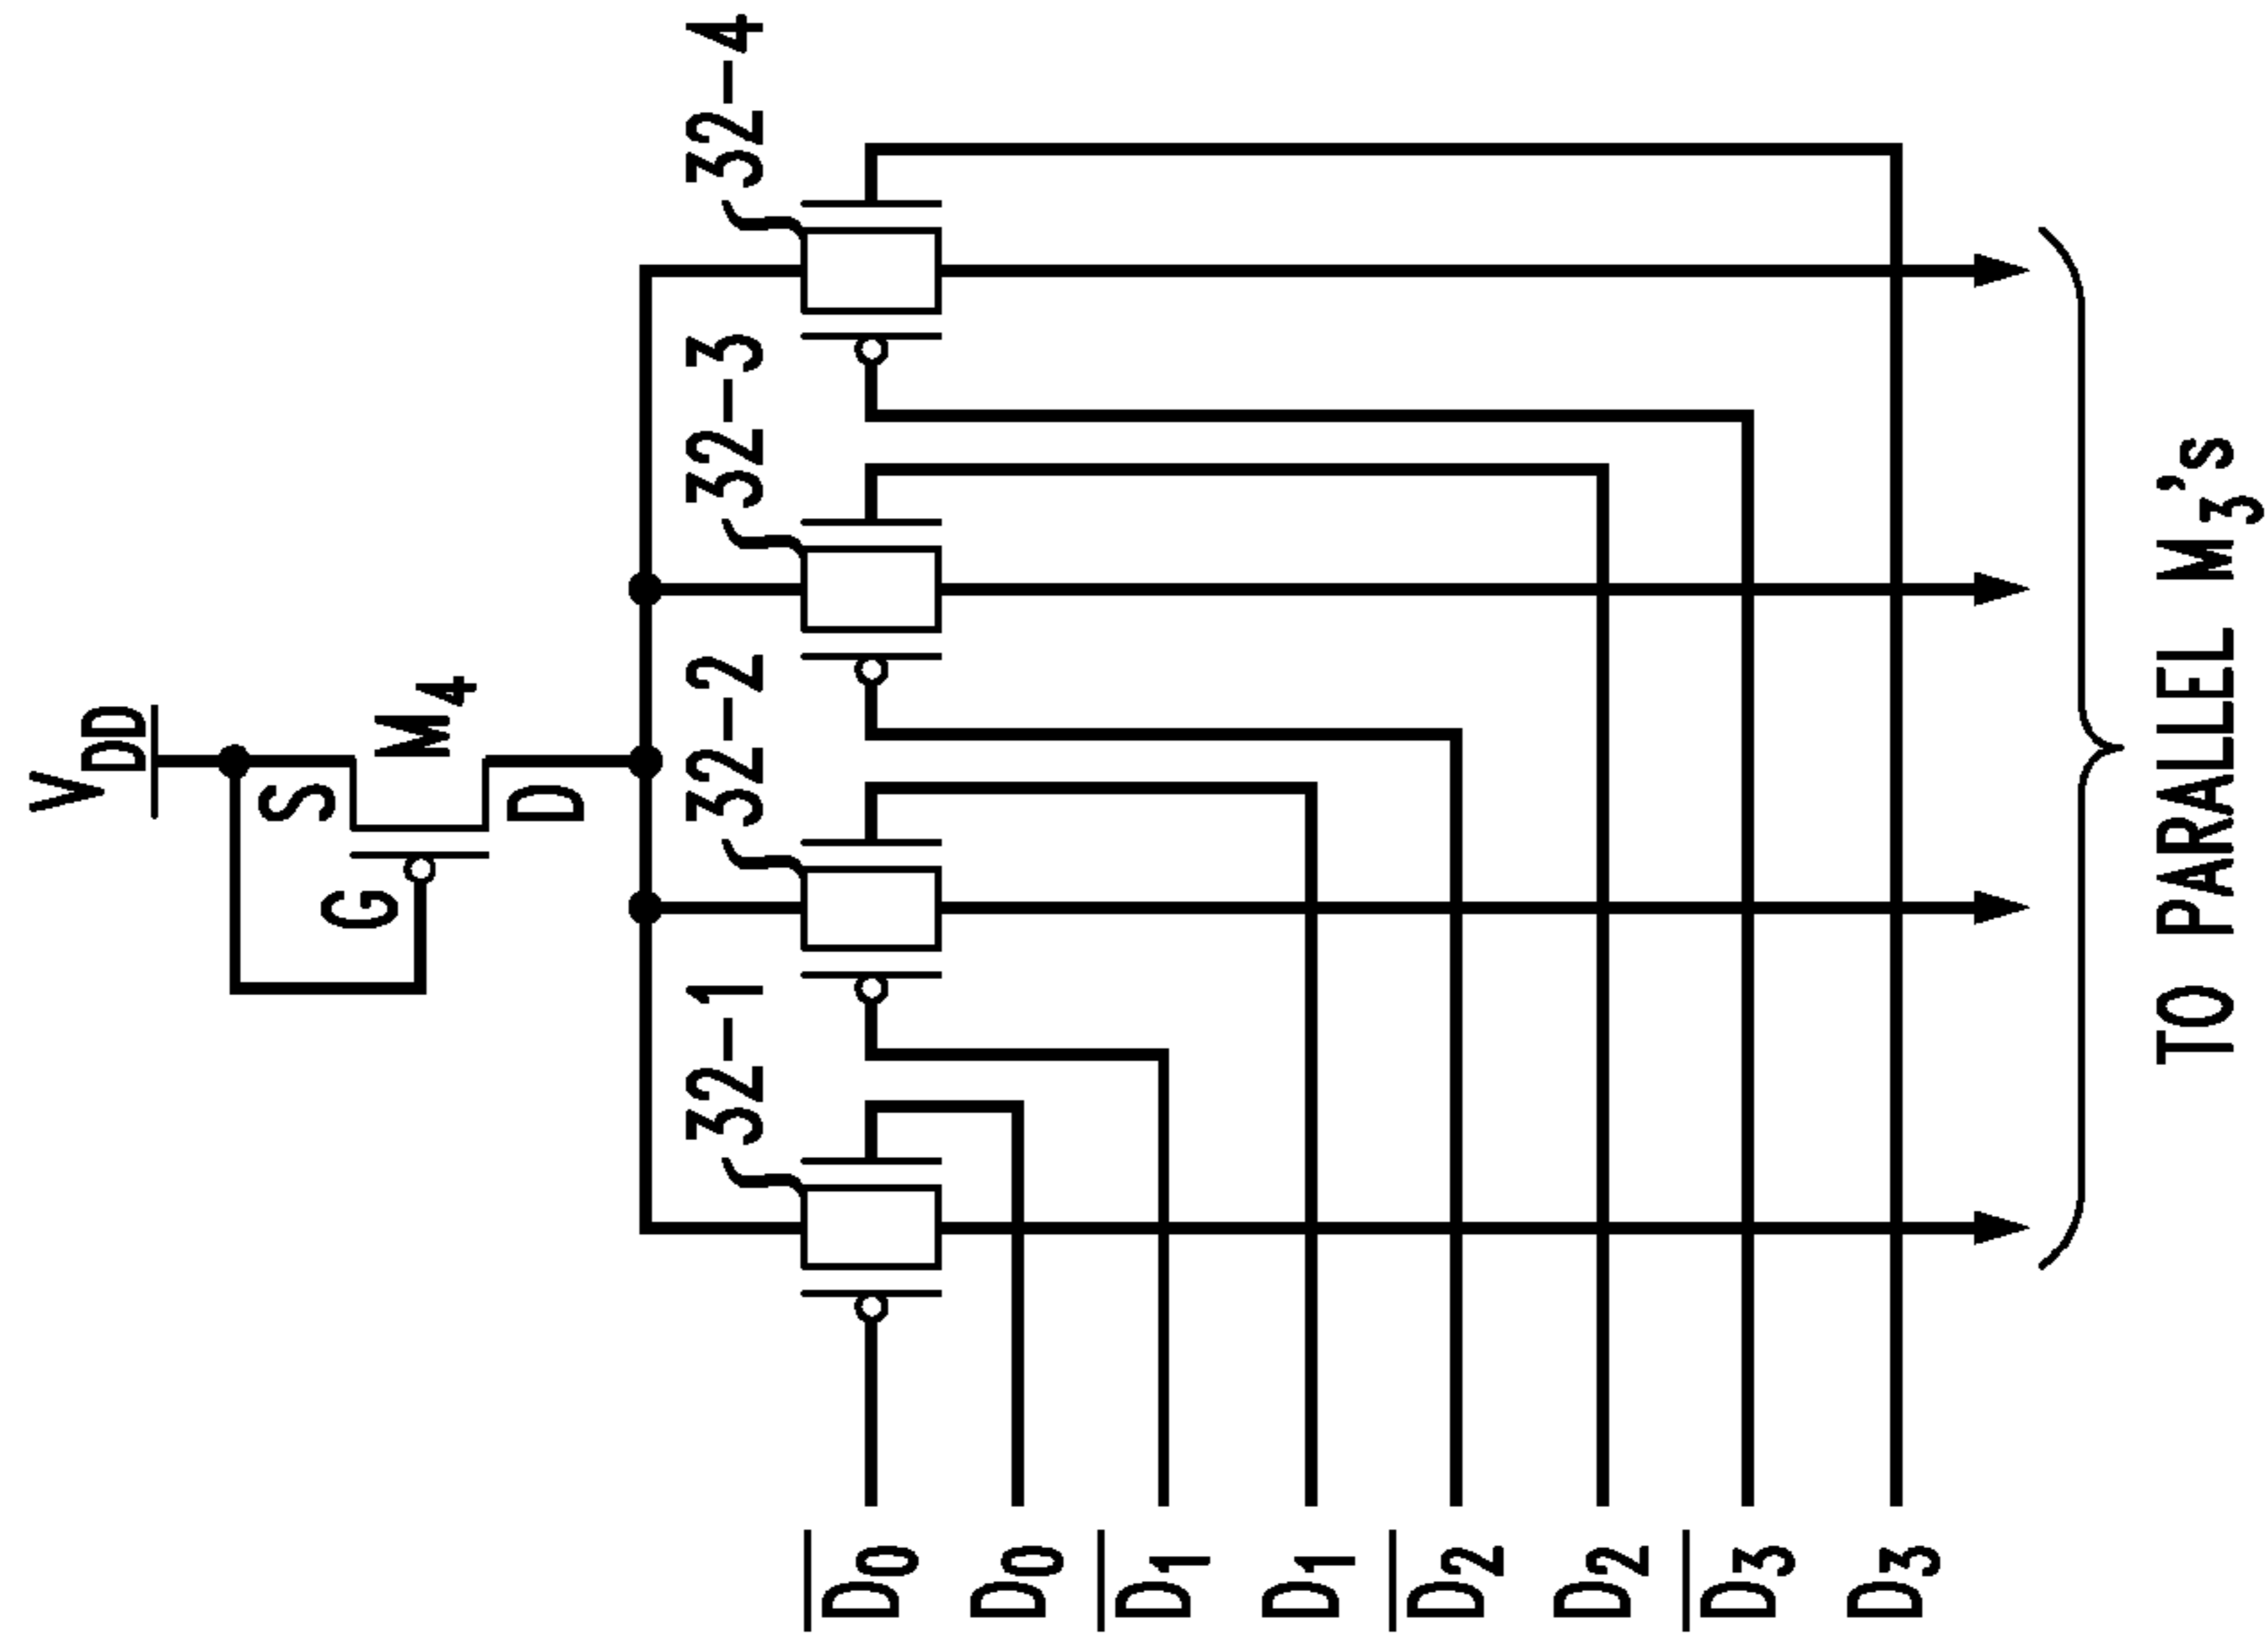 V_DD
S
G
M₄
D
32-1 32-2 32-3 32-4
D̅₀
D₀
D̅₁
D₁
D̅₂
D₂
D̅₃
D₃
TO PARALLEL M₃'s